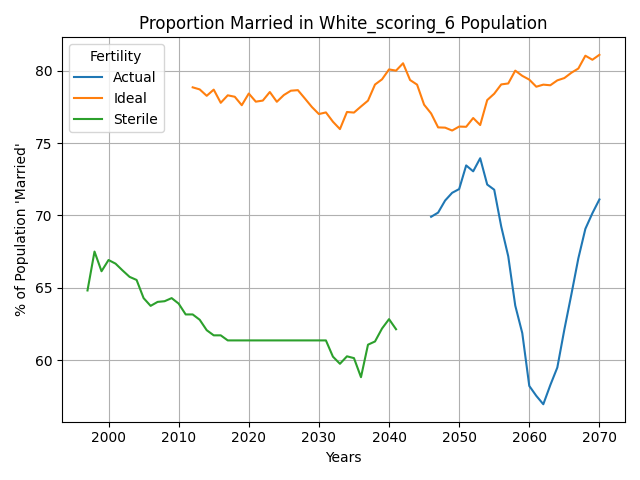 Proportion Married in White_scoring_6 Population
Fertility
Actual
Ideal
Sterile
% of Population 'Married'
80
75
70
65
60
2000
2010
2020
2030
2040
2050
2060
2070
Years